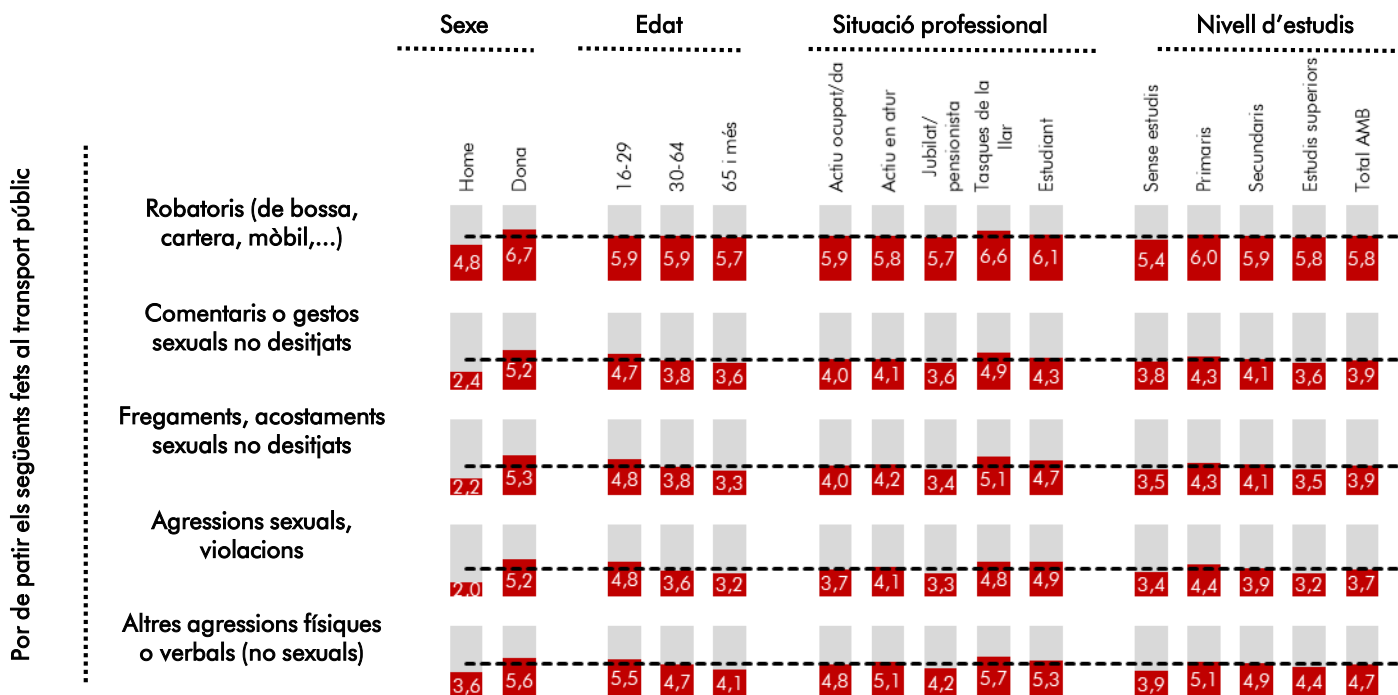 Sexe Edat Situació professional Nivell d’estudis
Home Dona 16-29 30-64 65 i més Actiu ocupat/da Actiu en atur Jubilat/ pensionista Tasques de la llar Estudiant Sense estudis Primaris Secundaris Estudis superiors Total AMB
Por de patir els següents fets al transport públic
Robatoris (de bossa,
cartera, mòbil,...)
4,8 6,7 5,9 5,9 5,7 5,9 5,8 5,7 6,6 6,1 5,4 6,0 5,9 5,8 5,8
Comentaris o gestos
sexuals no desitjats
2,4 5,2 4,7 3,8 3,6 4,0 4,1 3,6 4,9 4,3 3,8 4,3 4,1 3,6 3,9
Fregaments, acostaments
sexuals no desitjats
2,2 5,3 4,8 3,8 3,3 4,0 4,2 3,4 5,1 4,7 3,5 4,3 4,1 3,5 3,9
Agressions sexuals,
violacions
2,0 5,2 4,8 3,6 3,2 3,7 4,1 3,3 4,8 4,9 3,4 4,4 3,9 3,2 3,7
Altres agressions físiques
o verbals (no sexuals)
3,6 5,6 5,5 4,7 4,1 4,8 5,1 4,2 5,7 5,3 3,9 5,1 4,9 4,4 4,7